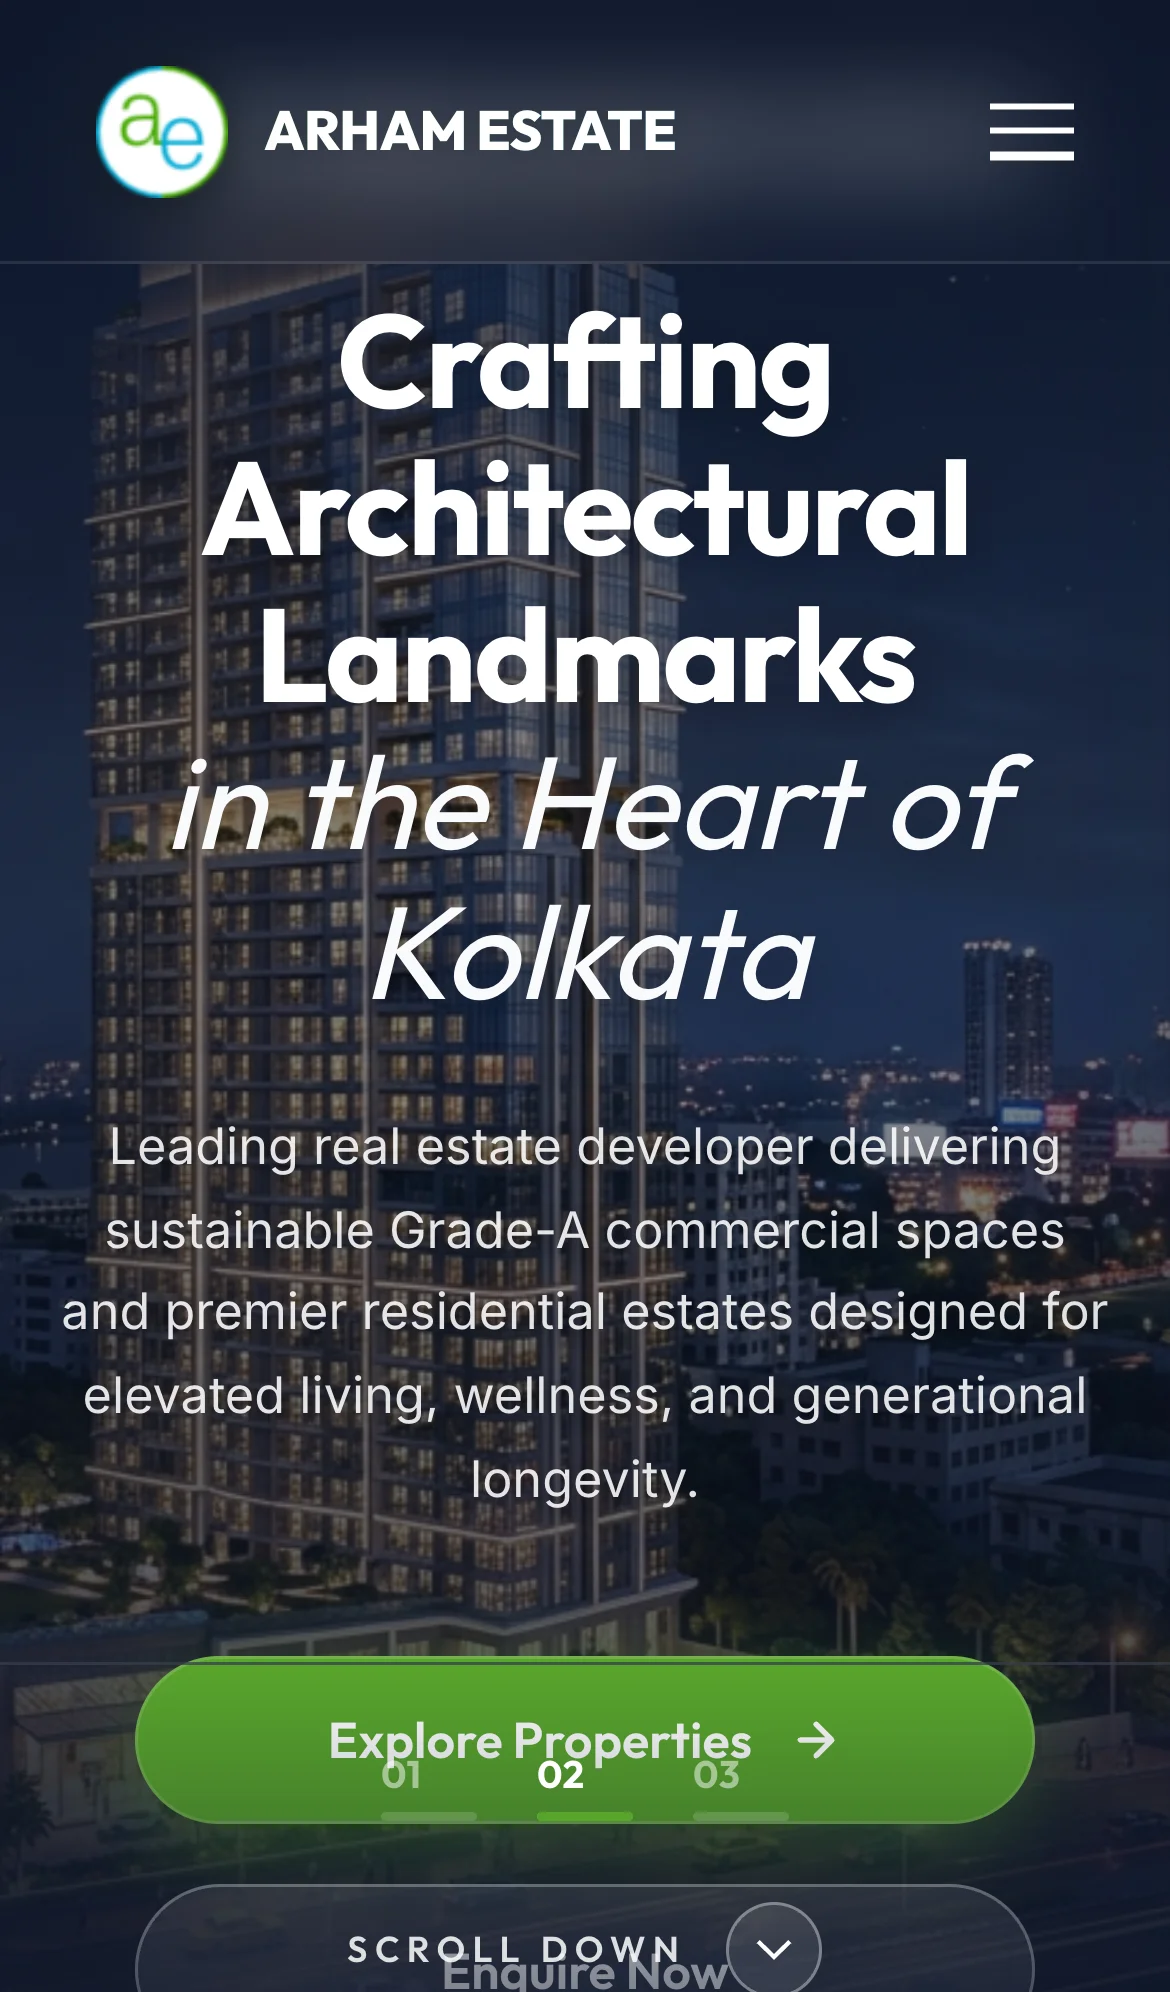 ae
ARHAM ESTATE
Crafting
Architectural
Landmarks
in the Heart of
Kolkata
Leading real estate developer delivering
sustainable Grade-A commercial spaces
and premier residential estates designed for
elevated living, wellness, and generational
longevity.
Explore Properties →
01 02 03
SCROLL DOWN
Enquire Now